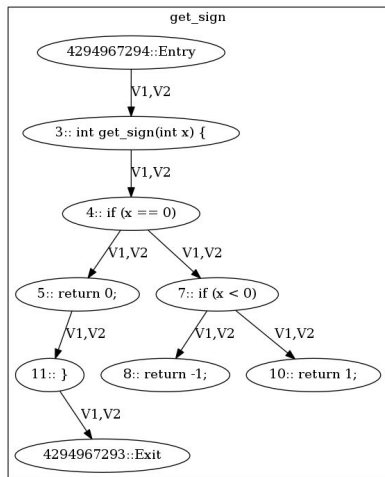 get_sign
4294967294::Entry
V1,V2
3:: int get_sign(int x) {
V1,V2
4:: if (x == 0)
V1,V2 V1,V2
5:: return 0; 7:: if (x < 0)
V1,V2 V1,V2 V1,V2
11:: } 8:: return -1; 10:: return 1;
V1,V2
4294967293::Exit